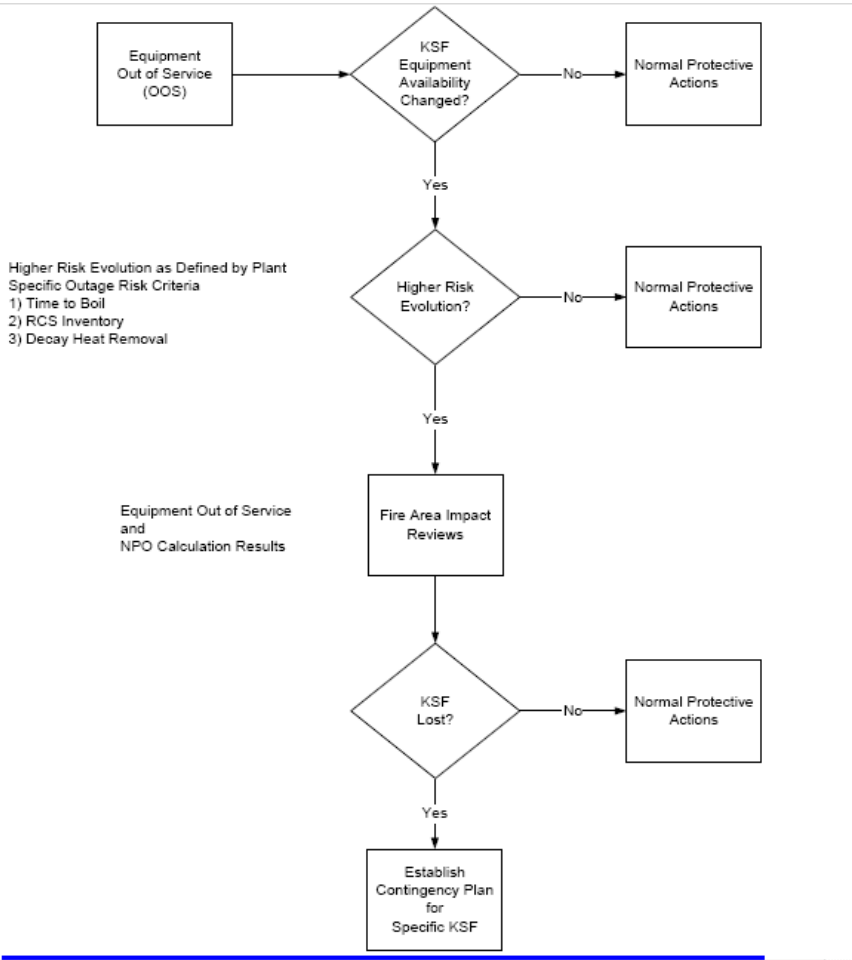 Equipment
Out of Service
(OOS)
KSF
Equipment
Availability
Changed?
No
Normal Protective
Actions
Yes
Higher Risk Evolution as Defined by Plant
Specific Outage Risk Criteria
1) Time to Boil
2) RCS Inventory
3) Decay Heat Removal
Higher Risk
Evolution?
No
Normal Protective
Actions
Yes
Equipment Out of Service
and
NPO Calculation Results
Fire Area Impact
Reviews
KSF
Lost?
No
Normal Protective
Actions
Yes
Establish
Contingency Plan
for
Specific KSF